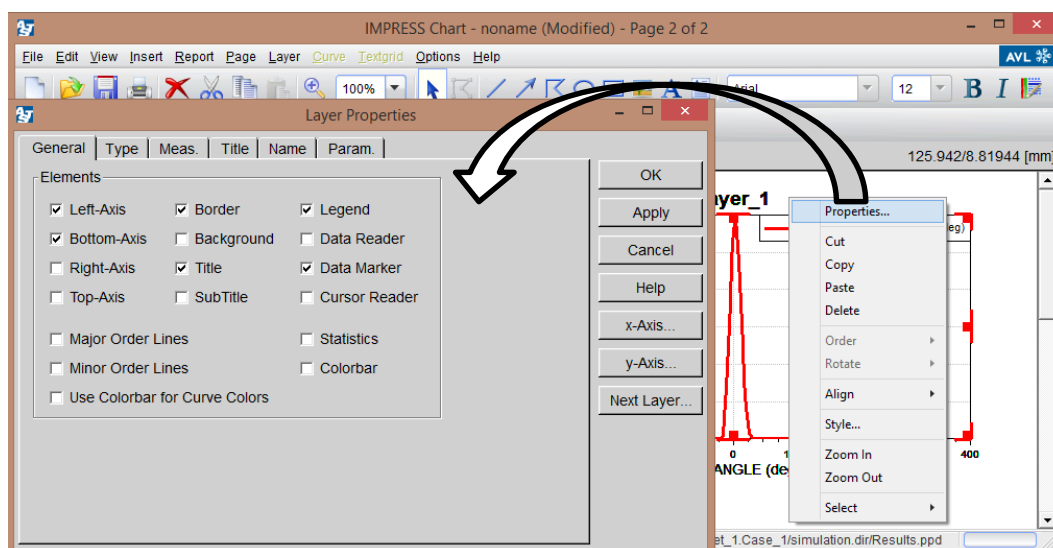 IMPRESS Chart - noname (Modified) - Page 2 of 2
File Edit View Insert Report Page Layer Curve Textgrid Options Help
AVL
100% A 12 B I
Layer Properties
125.942/8.81944 [mm]
General Type Meas. Title Name Param.
Elements
Left-Axis Border Legend
Bottom-Axis Background Data Reader
Right-Axis Title Data Marker
Top-Axis SubTitle Cursor Reader
Major Order Lines Statistics
Minor Order Lines Colorbar
Use Colorbar for Curve Colors
OK
Apply
Cancel
Help
x-Axis...
y-Axis...
Next Layer...
ayer_1
eg)
Properties...
Cut
Copy
Paste
Delete
Order
Rotate
Align
Style...
Zoom In
Zoom Out
Select
0 1 400
ANGLE (de
et_1.Case_1/simulation.dir/Results.ppd